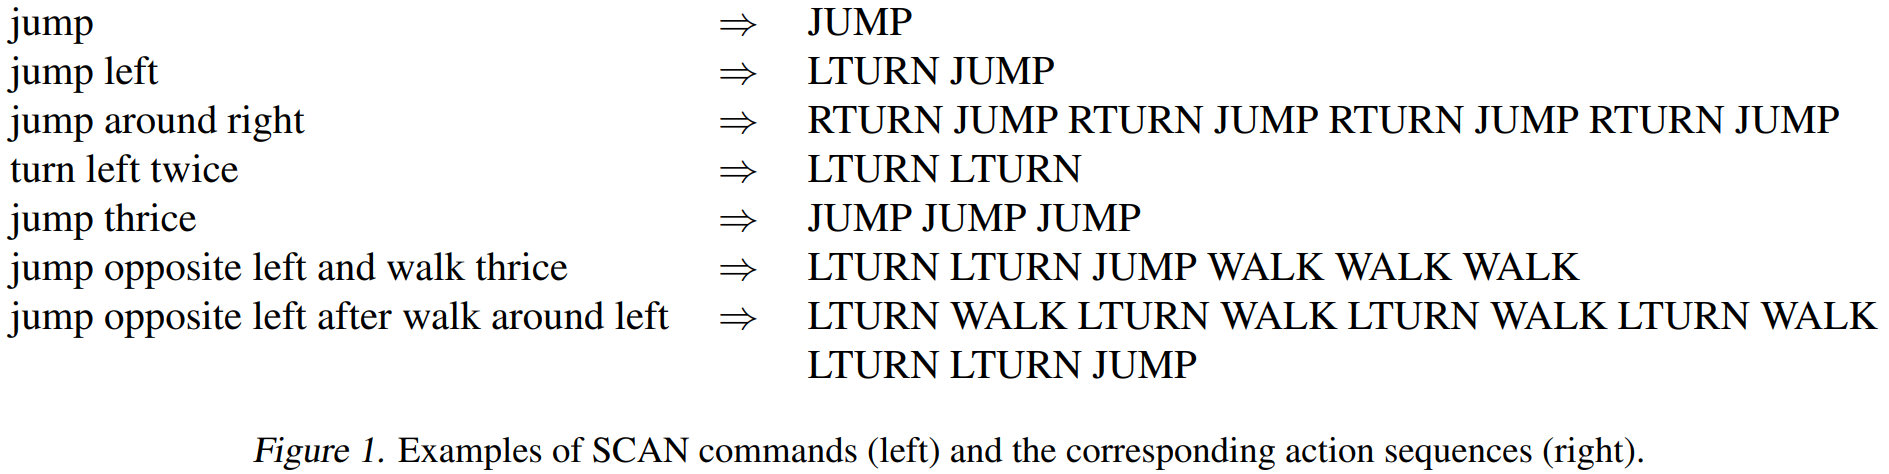 jump ⇒ JUMP
jump left ⇒ LTURN JUMP
jump around right ⇒ RTURN JUMP RTURN JUMP RTURN JUMP RTURN JUMP
turn left twice ⇒ LTURN LTURN
jump thrice ⇒ JUMP JUMP JUMP
jump opposite left and walk thrice ⇒ LTURN LTURN JUMP WALK WALK WALK
jump opposite left after walk around left ⇒ LTURN WALK LTURN WALK LTURN WALK LTURN WALK
LTURN LTURN JUMP
Figure 1. Examples of SCAN commands (left) and the corresponding action sequences (right).